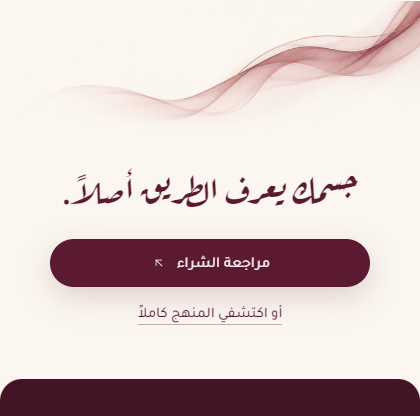 جسمك يعرف الطريق أصلاً.
مراجعة الشراء
أو اكتشفي المنهج كاملاً